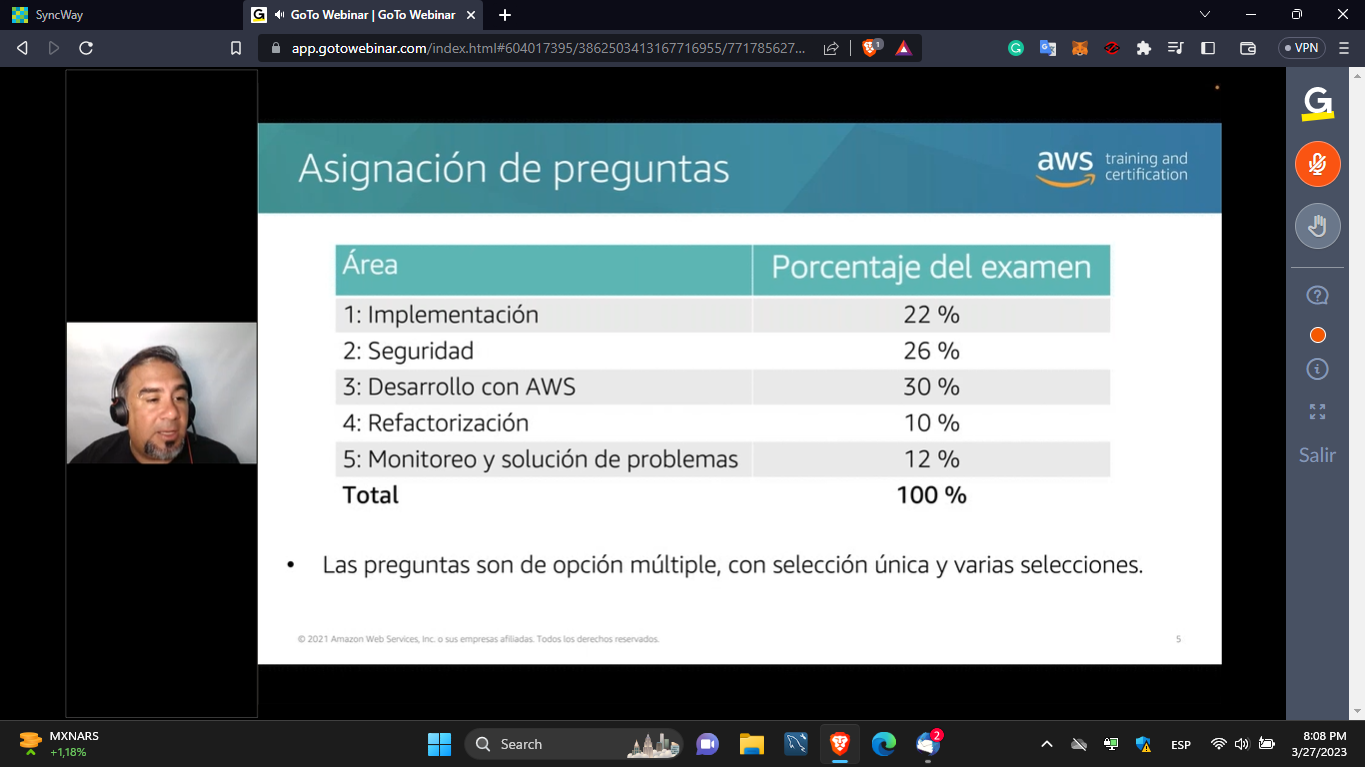 SyncWay
GoTo Webinar | GoTo Webinar
app.gotowebinar.com/index.html#604017395/3862503413167716955/771785627...
1
VPN
G
Asignación de preguntas
aws training and certification
Área Porcentaje del examen
1: Implementación 22 %
2: Seguridad 26 %
3: Desarrollo con AWS 30 %
4: Refactorización 10 %
5: Monitoreo y solución de problemas 12 %
Total 100 %
• Las preguntas son de opción múltiple, con selección única y varias selecciones.
© 2021 Amazon Web Services, Inc. o sus empresas afiliadas. Todos los derechos reservados.
5
Salir
MXNARS
+1,18%
Search
2
ESP
8:08 PM
3/27/2023